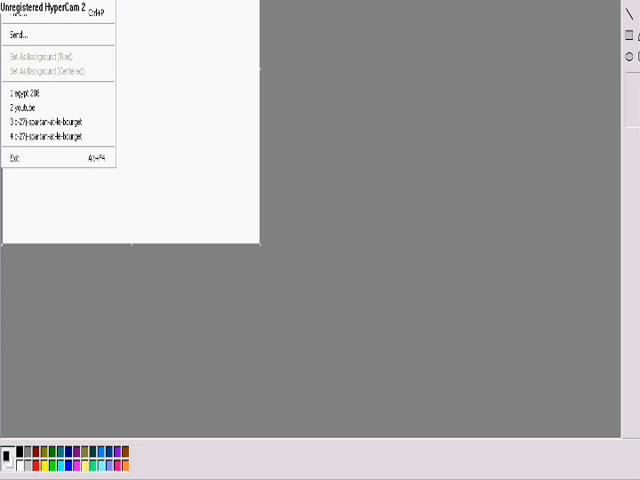 Unregistered HyperCam 2
Ctrl+P
Send...
Set As Background (Tiled)
Set As Background (Centered)
1 egypt 208
2 youtube
3 c-27j-spartan-at-le-bourget
4 c-27j-spartan-at-le-bourget
Exit Alt+F4